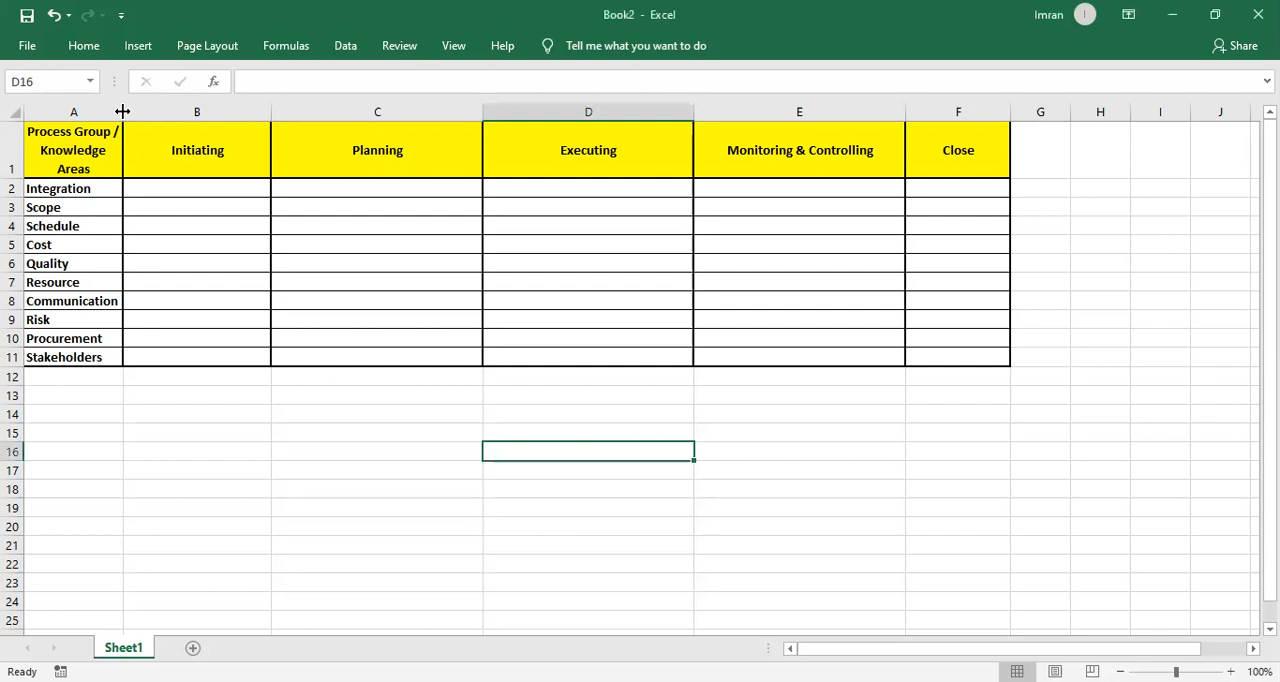 Book2 - Excel
Imran
I
File Home Insert Page Layout Formulas Data Review View Help Tell me what you want to do Share
D16 fx
A B C D E F G H I J
1 Process Group / Knowledge Areas Initiating Planning Executing Monitoring & Controlling Close
2 Integration
3 Scope
4 Schedule
5 Cost
6 Quality
7 Resource
8 Communication
9 Risk
10 Procurement
11 Stakeholders
12
13
14
15
16
17
18
19
20
21
22
23
24
25
Sheet1
Ready 100%